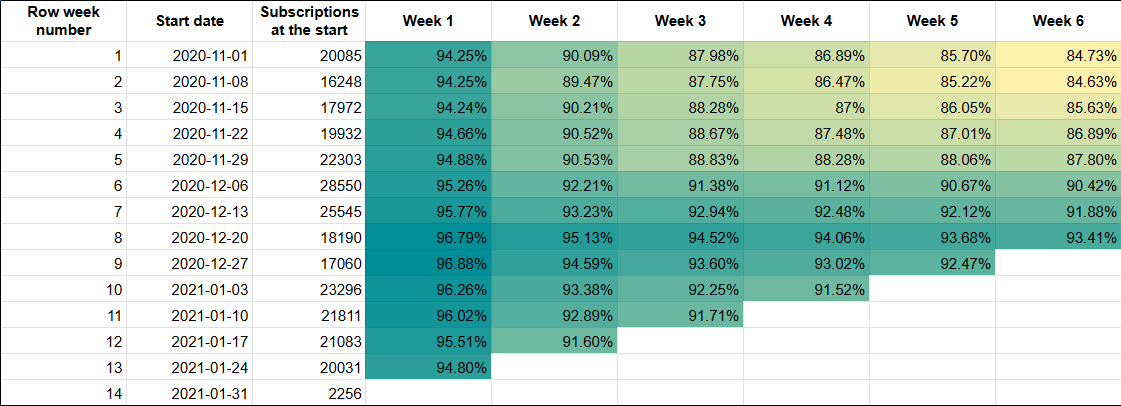 Row week number Start date Subscriptions at the start Week 1 Week 2 Week 3 Week 4 Week 5 Week 6
1 2020-11-01 20085 94.25% 90.09% 87.98% 86.89% 85.70% 84.73%
2 2020-11-08 16248 94.25% 89.47% 87.75% 86.47% 85.22% 84.63%
3 2020-11-15 17972 94.24% 90.21% 88.28% 87% 86.05% 85.63%
4 2020-11-22 19932 94.66% 90.52% 88.67% 87.48% 87.01% 86.89%
5 2020-11-29 22303 94.88% 90.53% 88.83% 88.28% 88.06% 87.80%
6 2020-12-06 28550 95.26% 92.21% 91.38% 91.12% 90.67% 90.42%
7 2020-12-13 25545 95.77% 93.23% 92.94% 92.48% 92.12% 91.88%
8 2020-12-20 18190 96.79% 95.13% 94.52% 94.06% 93.68% 93.41%
9 2020-12-27 17060 96.88% 94.59% 93.60% 93.02% 92.47%
10 2021-01-03 23296 96.26% 93.38% 92.25% 91.52%
11 2021-01-10 21811 96.02% 92.89% 91.71%
12 2021-01-17 21083 95.51% 91.60%
13 2021-01-24 20031 94.80%
14 2021-01-31 2256